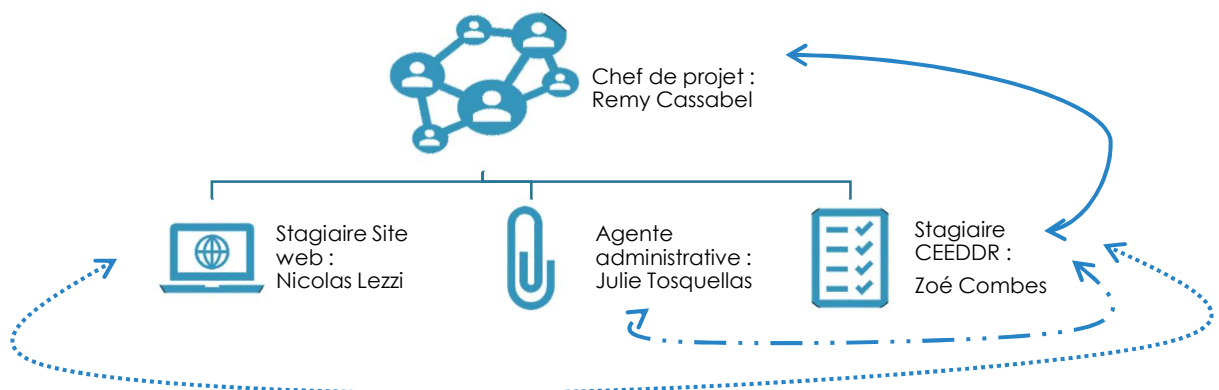 Chef de projet :
Remy Cassabel
Stagiaire Site
web :
Nicolas Lezzi
Agente
administrative :
Julie Tosquellas
Stagiaire
CEEDDR :
Zoé Combes